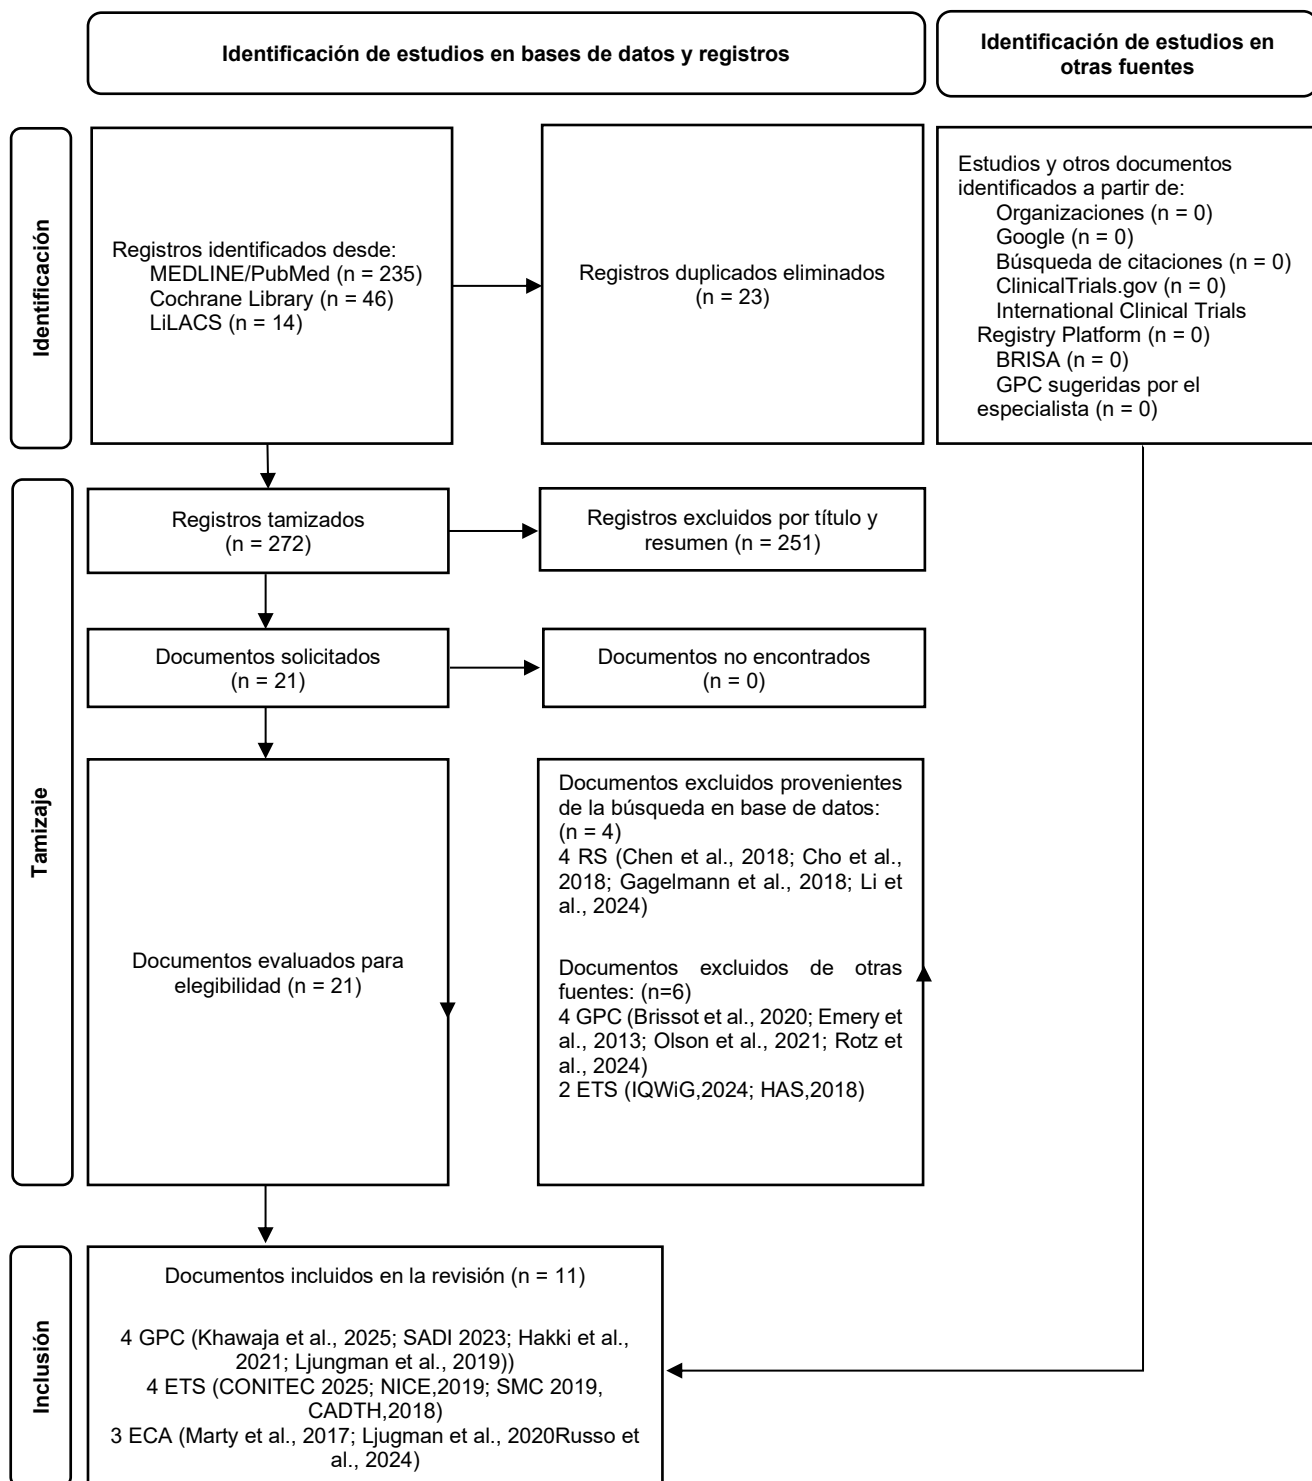 Identificación de estudios en bases de datos y registros
Identificación de estudios en
otras fuentes
Identificación
Registros identificados desde:
MEDLINE/PubMed (n = 235)
Cochrane Library (n = 46)
LiLACS (n = 14)
Registros duplicados eliminados
(n = 23)
Estudios y otros documentos
identificados a partir de:
Organizaciones (n = 0)
Google (n = 0)
Búsqueda de citaciones (n = 0)
ClinicalTrials.gov (n = 0)
International Clinical Trials
Registry Platform (n = 0)
BRISA (n = 0)
GPC sugeridas por el
especialista (n = 0)
Tamizaje
Registros tamizados
(n = 272)
Registros excluidos por título y
resumen (n = 251)
Documentos solicitados
(n = 21)
Documentos no encontrados
(n = 0)
Documentos evaluados para
elegibilidad (n = 21)
Documentos excluidos provenientes
de la búsqueda en base de datos:
(n = 4)
4 RS (Chen et al., 2018; Cho et al.,
2018; Gagelmann et al., 2018; Li et
al., 2024)
Documentos excluidos de otras
fuentes: (n=6)
4 GPC (Brissot et al., 2020; Emery et
al., 2013; Olson et al., 2021; Rotz et
al., 2024)
2 ETS (IQWiG,2024; HAS,2018)
Inclusión
Documentos incluidos en la revisión (n = 11)
4 GPC (Khawaja et al., 2025; SADI 2023; Hakki et al.,
2021; Ljungman et al., 2019))
4 ETS (CONITEC 2025; NICE,2019; SMC 2019,
CADTH,2018)
3 ECA (Marty et al., 2017; Ljugman et al., 2020Russo et
al., 2024)